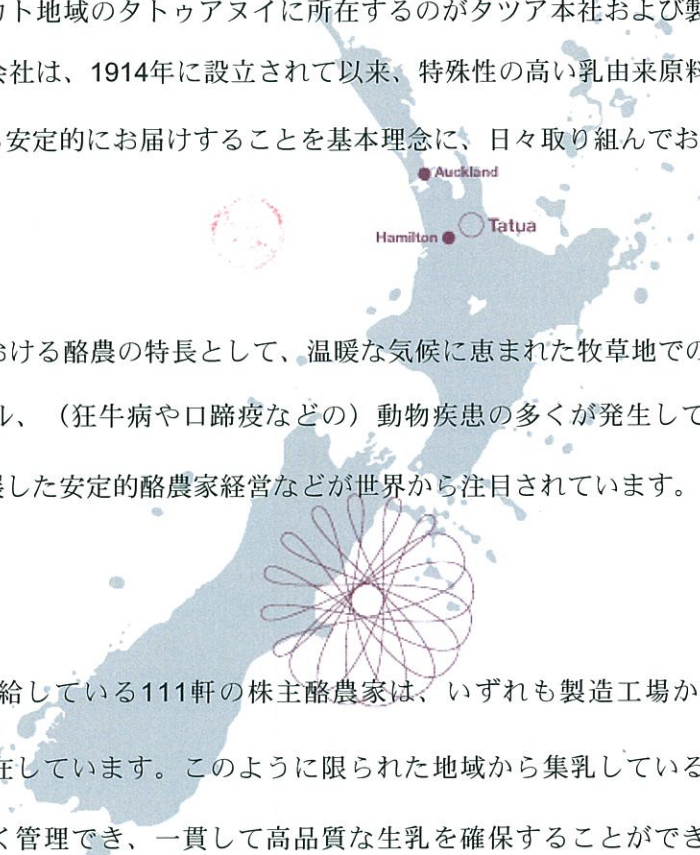 カト地域のタトゥアヌイに所在するのがタツア本社および製
会社は、1914年に設立されて以来、特殊性の高い乳由来原料
安定的にお届けすることを基本理念に、日々取り組んでお
Auckland
Tatua
Hamilton
おける酪農の特長として、温暖な気候に恵まれた牧草地での
ル、（狂牛病や口蹄疫などの）動物疾患の多くが発生して
した安定的酪農家経営などが世界から注目されています。
給している111軒の株主酪農家は、いずれも製造工場か
在しています。このように限られた地域から集乳している
く管理でき、一貫して高品質な生乳を確保することができ